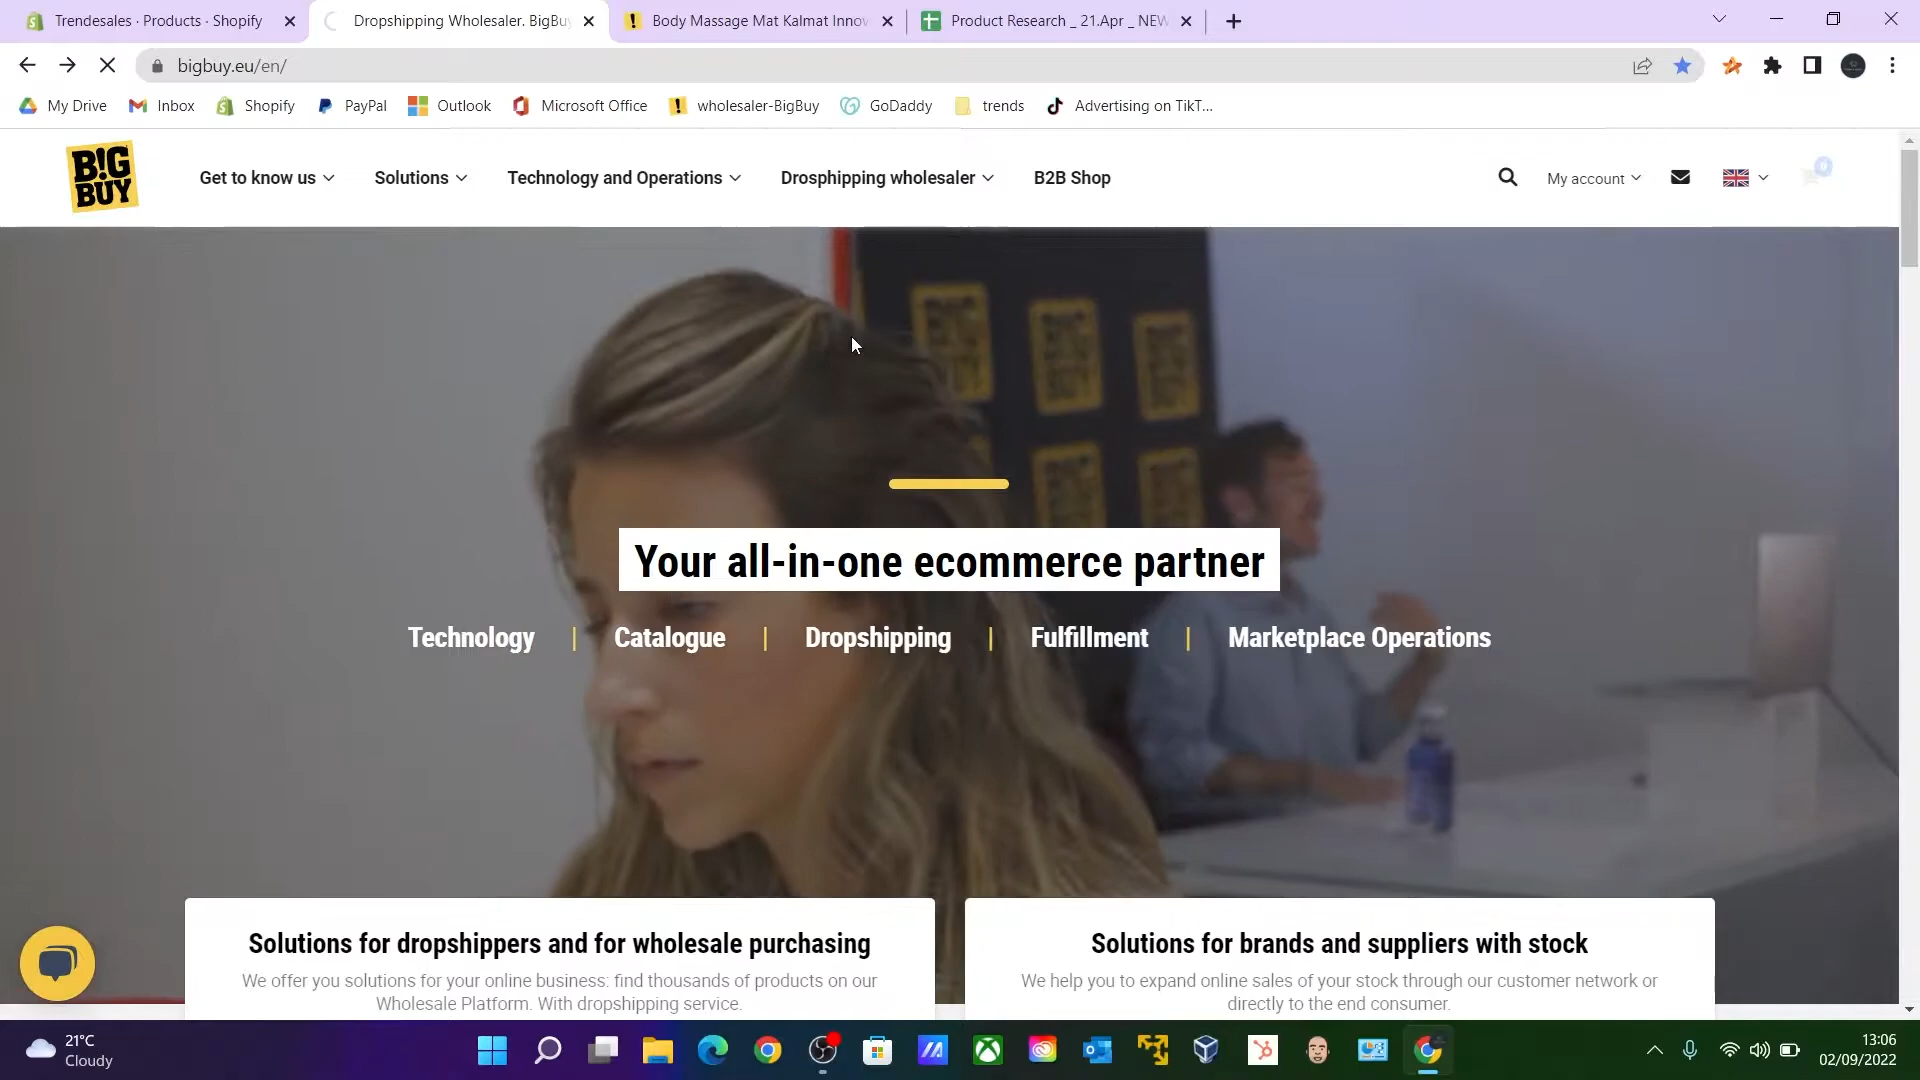 Trendesales · Products · Shopify
Dropshipping Wholesaler. BigBu
Body Massage Mat Kalmat Innov
Product Research _ 21.Apr _ NEW
bigbuy.eu/en/
My Drive
Inbox
Shopify
PayPal
Outlook
Microsoft Office
wholesaler-BigBuy
GoDaddy
trends
Advertising on TikT...
B!G
BUY
Get to know us
Solutions
Technology and Operations
Drosphipping wholesaler
B2B Shop
My account
0
Your all-in-one ecommerce partner
Technology | Catalogue | Dropshipping | Fulfillment | Marketplace Operations
Solutions for dropshippers and for wholesale purchasing
We offer you solutions for your online business: find thousands of products on our
Wholesale Platform. With dropshipping service.
Solutions for brands and suppliers with stock
We help you to expand online sales of your stock through our customer network or
directly to the end consumer.
21°C
Cloudy
13:06
02/09/2022